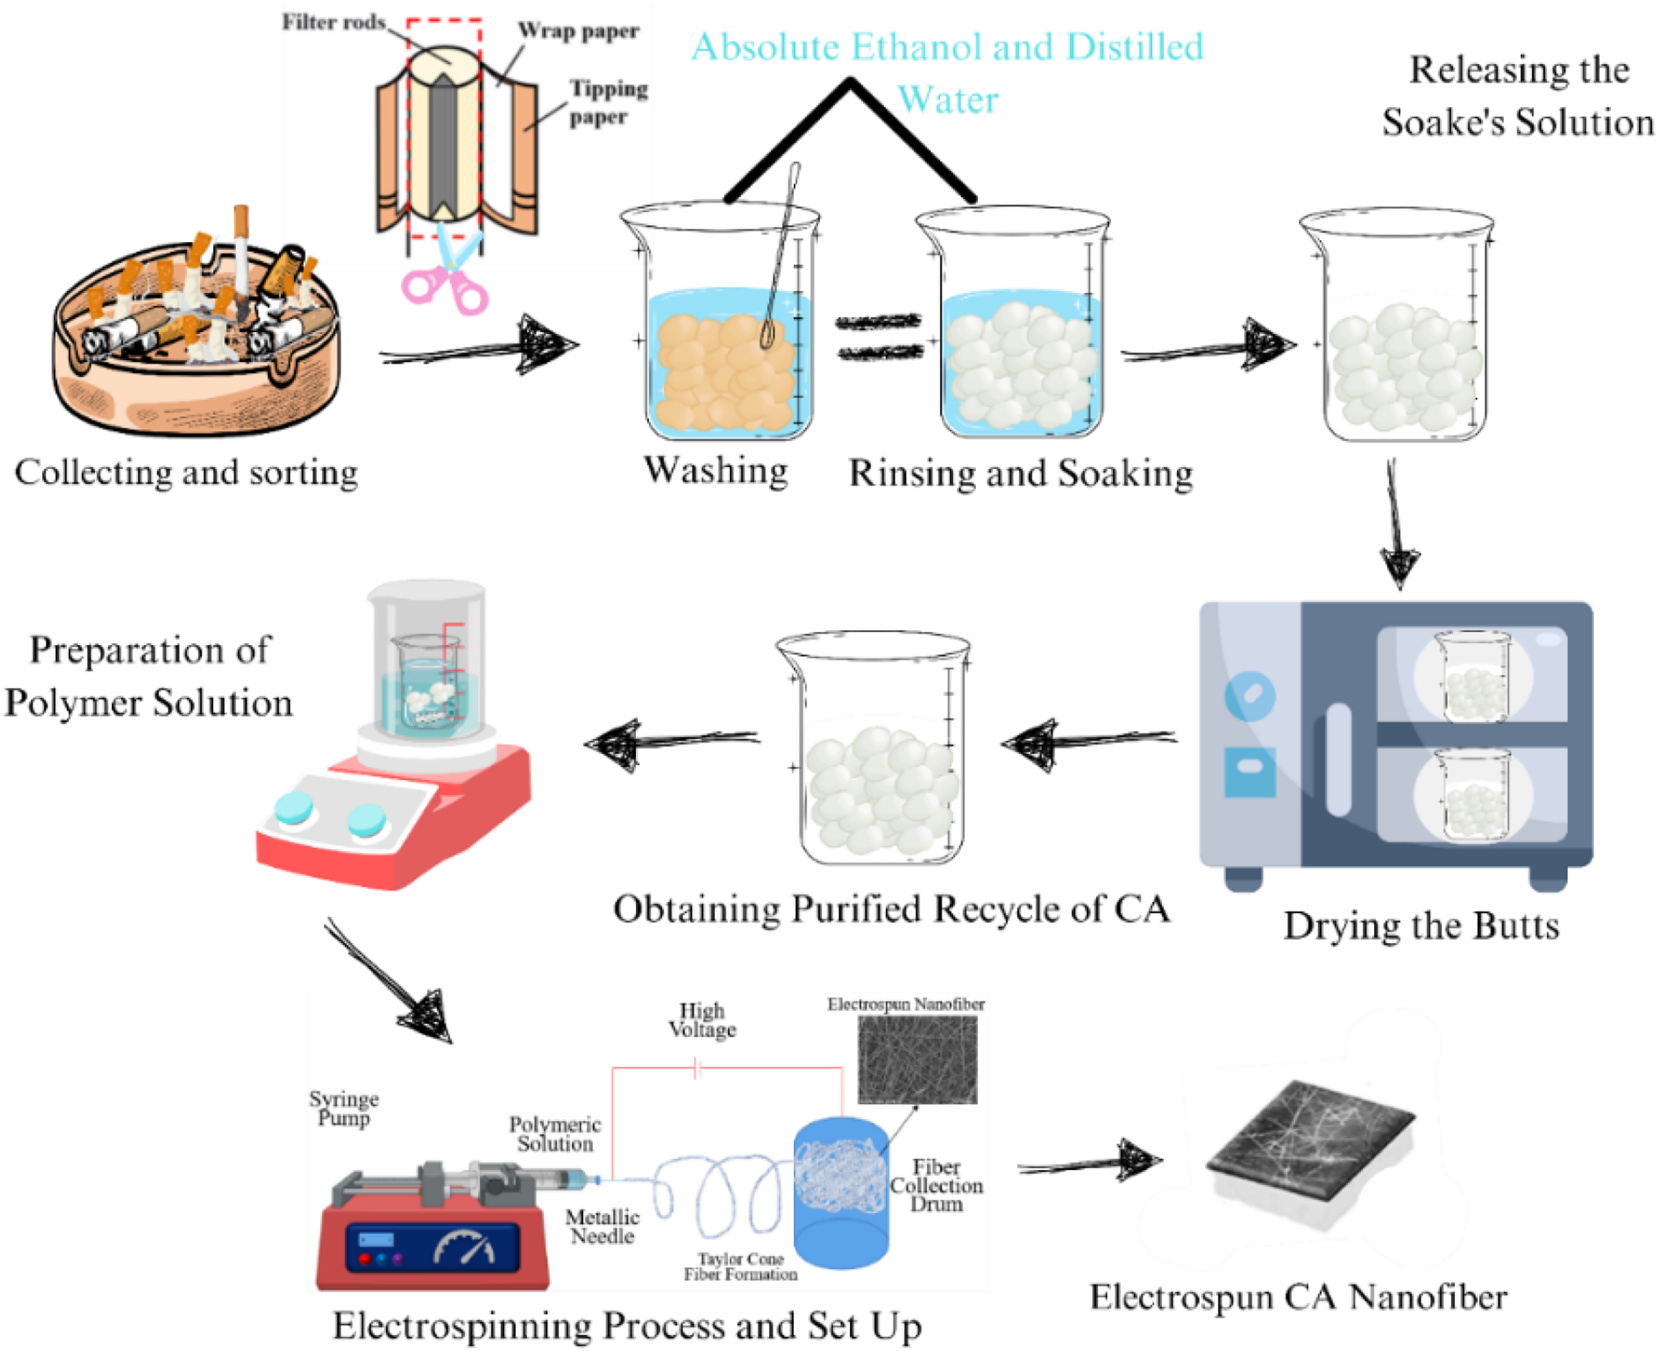 Filter rods
Wrap paper
Tipping
paper
Absolute Ethanol and Distilled
Water
Releasing the
Soake's Solution
Collecting and sorting
Washing
Rinsing and Soaking
Preparation of
Polymer Solution
Obtaining Purified Recycle of CA
Drying the Butts
Electrospun Nanofiber
High
Voltage
Syringe
Pump
Polymeric
Solution
Metallic
Needle
Fiber
Collection
Drum
Taylor Cone
Fiber Formation
Electrospinning Process and Set Up
Electrospun CA Nanofiber